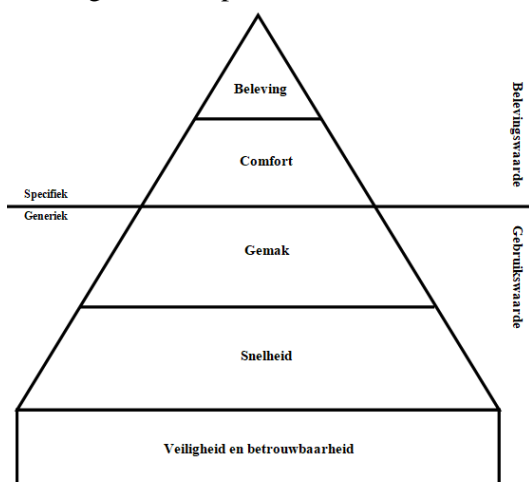 Beleving
Belevingswaarde
Comfort
Specifiek
Generiek
Gemak
Gebruikswaarde
Snelheid
Veiligheid en betrouwbaarheid